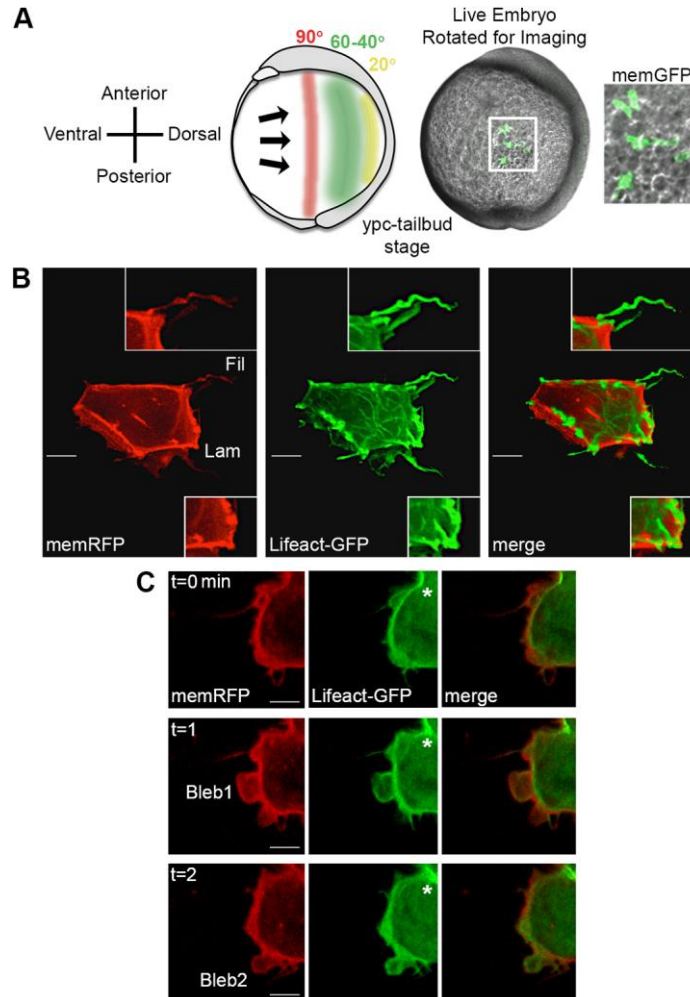 A
Anterior
Ventral
Dorsal
Posterior
90°
60-40°
20°
ypc-tailbud
stage
Live Embryo
Rotated for Imaging
memGFP
B
Fil
Lam
memRFP
Lifeact-GFP
merge
C
t=0 min
*
memRFP
Lifeact-GFP
merge
t=1
*
Bleb1
t=2
*
Bleb2